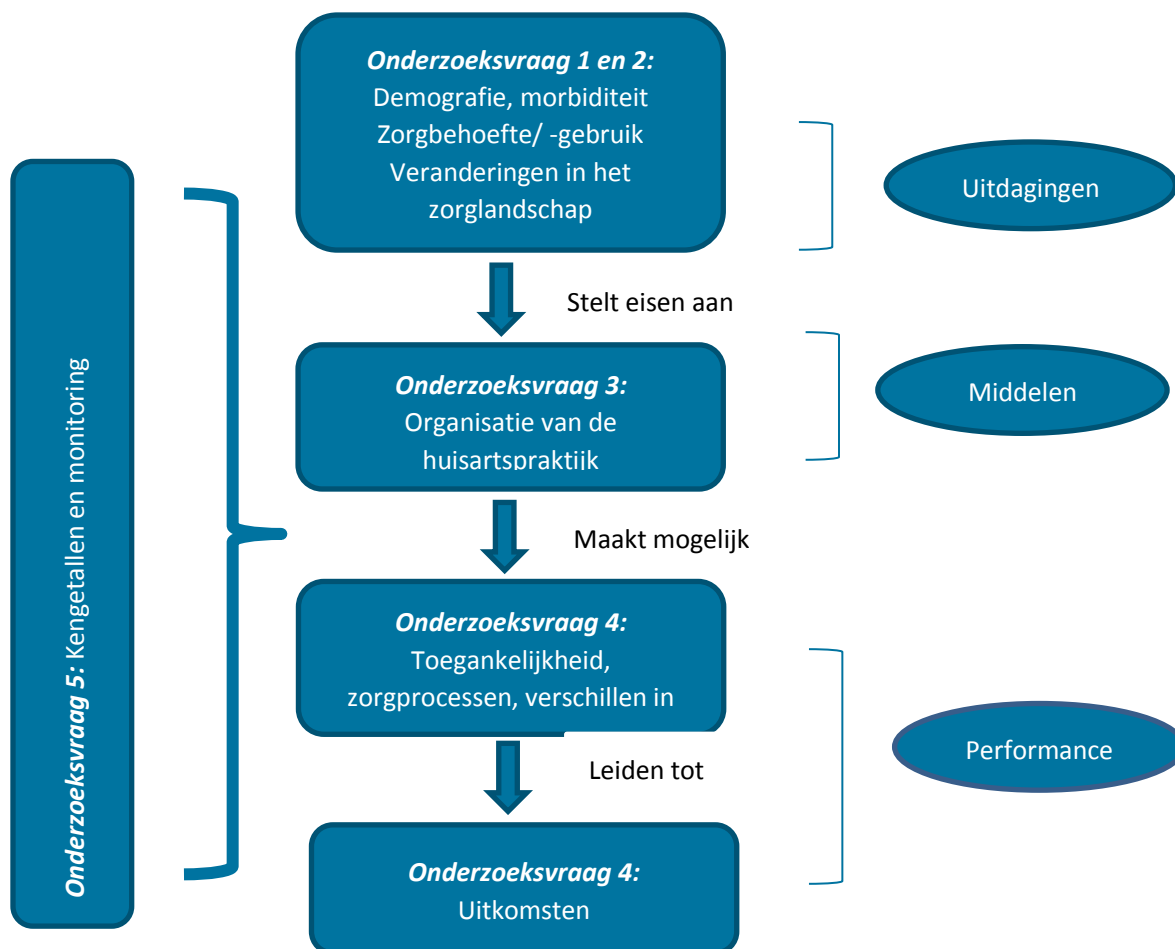 Onderzoeksvraag 1 en 2:
Demografie, morbiditeit
Zorgbehoefte/ -gebruik
Veranderingen in het
zorglandschap
Uitdagingen
Stelt eisen aan
Onderzoeksvraag 3:
Organisatie van de
huisartspraktijk
Middelen
Maakt mogelijk
Onderzoeksvraag 4:
Toegankelijkheid,
zorgprocessen, verschillen in
Performance
Leiden tot
Onderzoeksvraag 4:
Uitkomsten
Onderzoeksvraag 5: Kengetallen en monitoring